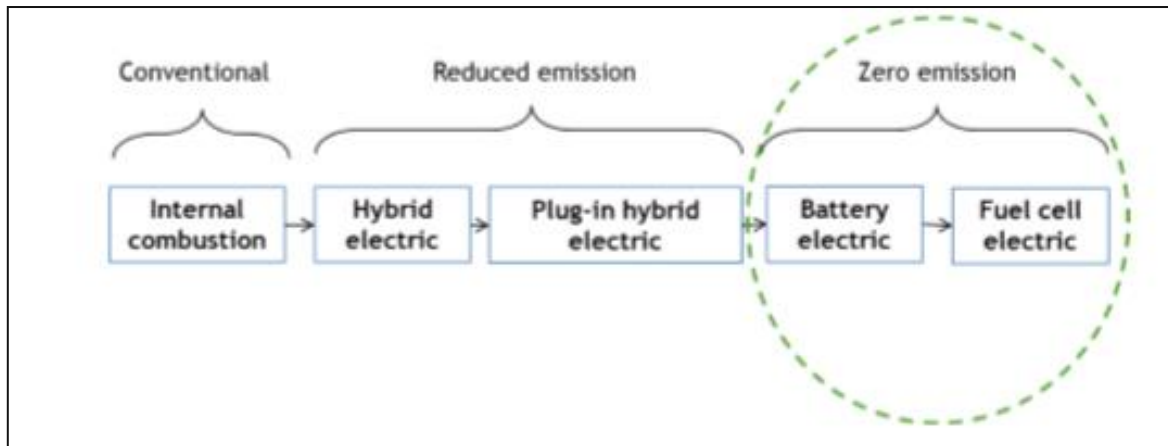 Conventional
Reduced emission
Zero emission
Internal
combustion
Hybrid
electric
Plug-in hybrid
electric
Battery
electric
Fuel cell
electric